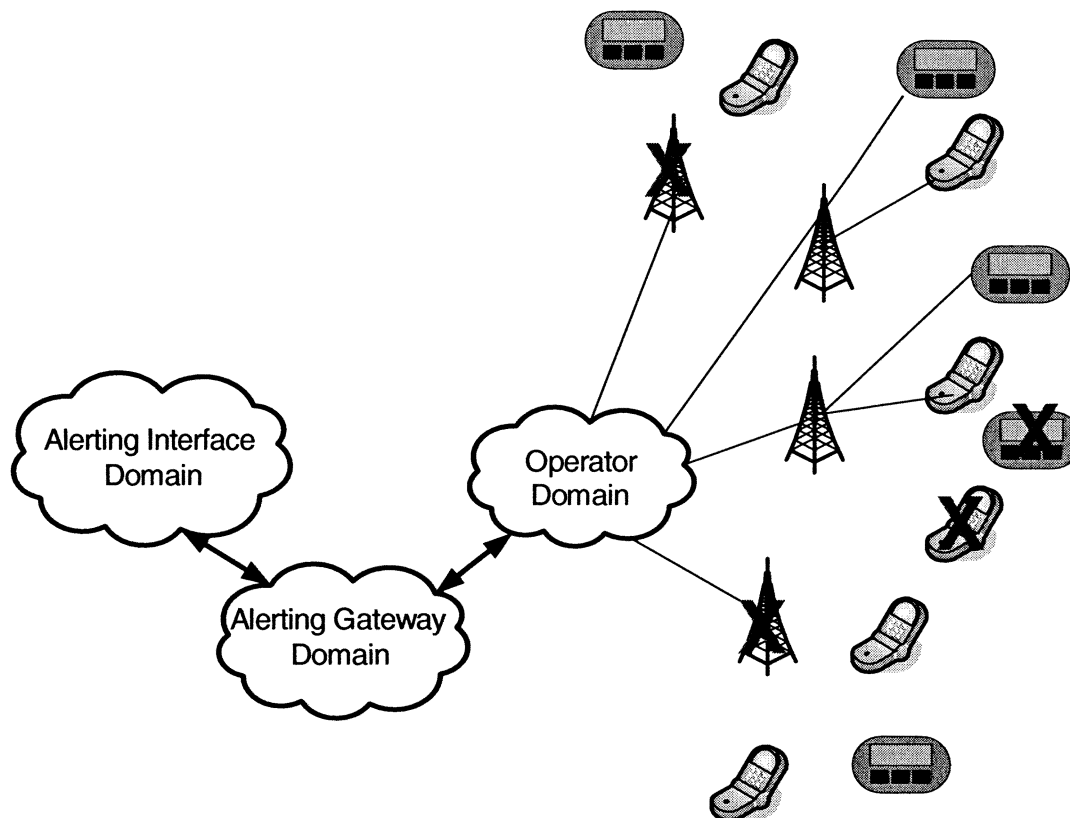 Alerting Interface
Domain
Operator
Domain
Alerting Gateway
Domain